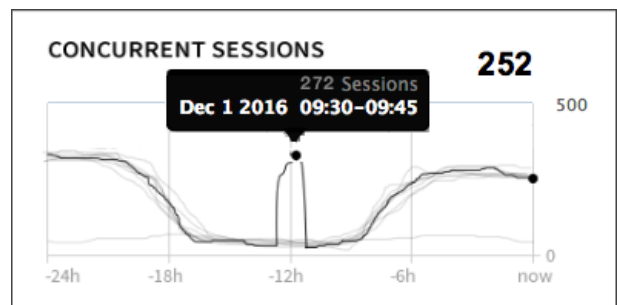 CONCURRENT SESSIONS
252
272 Sessions
Dec 1 2016 09:30–09:45
500
0
-24h -18h -12h -6h now